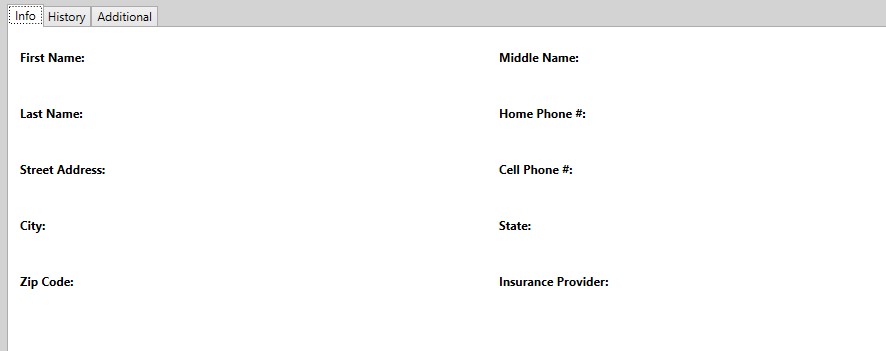 Info History Additional
First Name: Middle Name:
Last Name: Home Phone #:
Street Address: Cell Phone #:
City: State:
Zip Code: Insurance Provider: